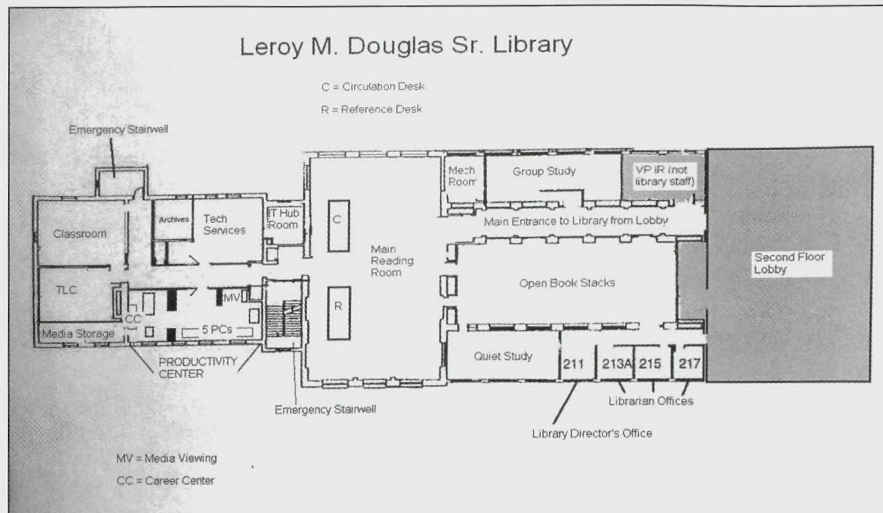 Leroy M. Douglas Sr. Library
C = Circulation Desk
R = Reference Desk
Emergency Stairwell
Mech
Room
Group Study
VP IR (not
library staff)
Classroom
Archives
Tech
Services
IT Hub
Room
C
Main Entrance to Library from Lobby
Main
Reading
Room
Second Floor
Lobby
TLC
MV
R
Open Book Stacks
CC
5 PCs
Media Storage
PRODUCTIVITY
CENTER
Quiet Study
211
213A
215
217
Emergency Stairwell
Librarian Offices
Library Director's Office
MV = Media Viewing
CC = Career Center